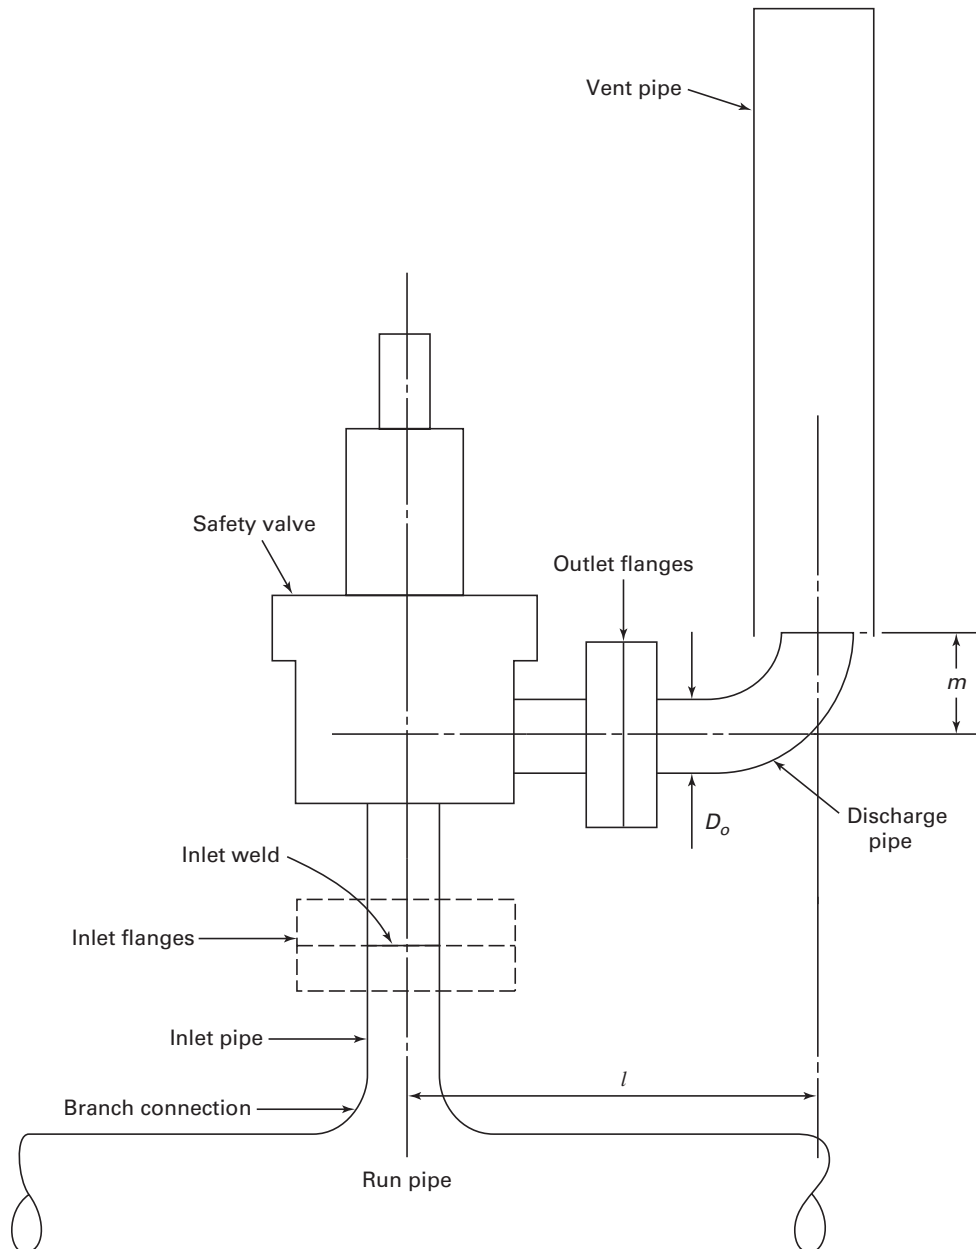 Vent pipe
Safety valve
Outlet flanges
m
D_o
Discharge
pipe
Inlet weld
Inlet flanges
Inlet pipe
l
Branch connection
Run pipe